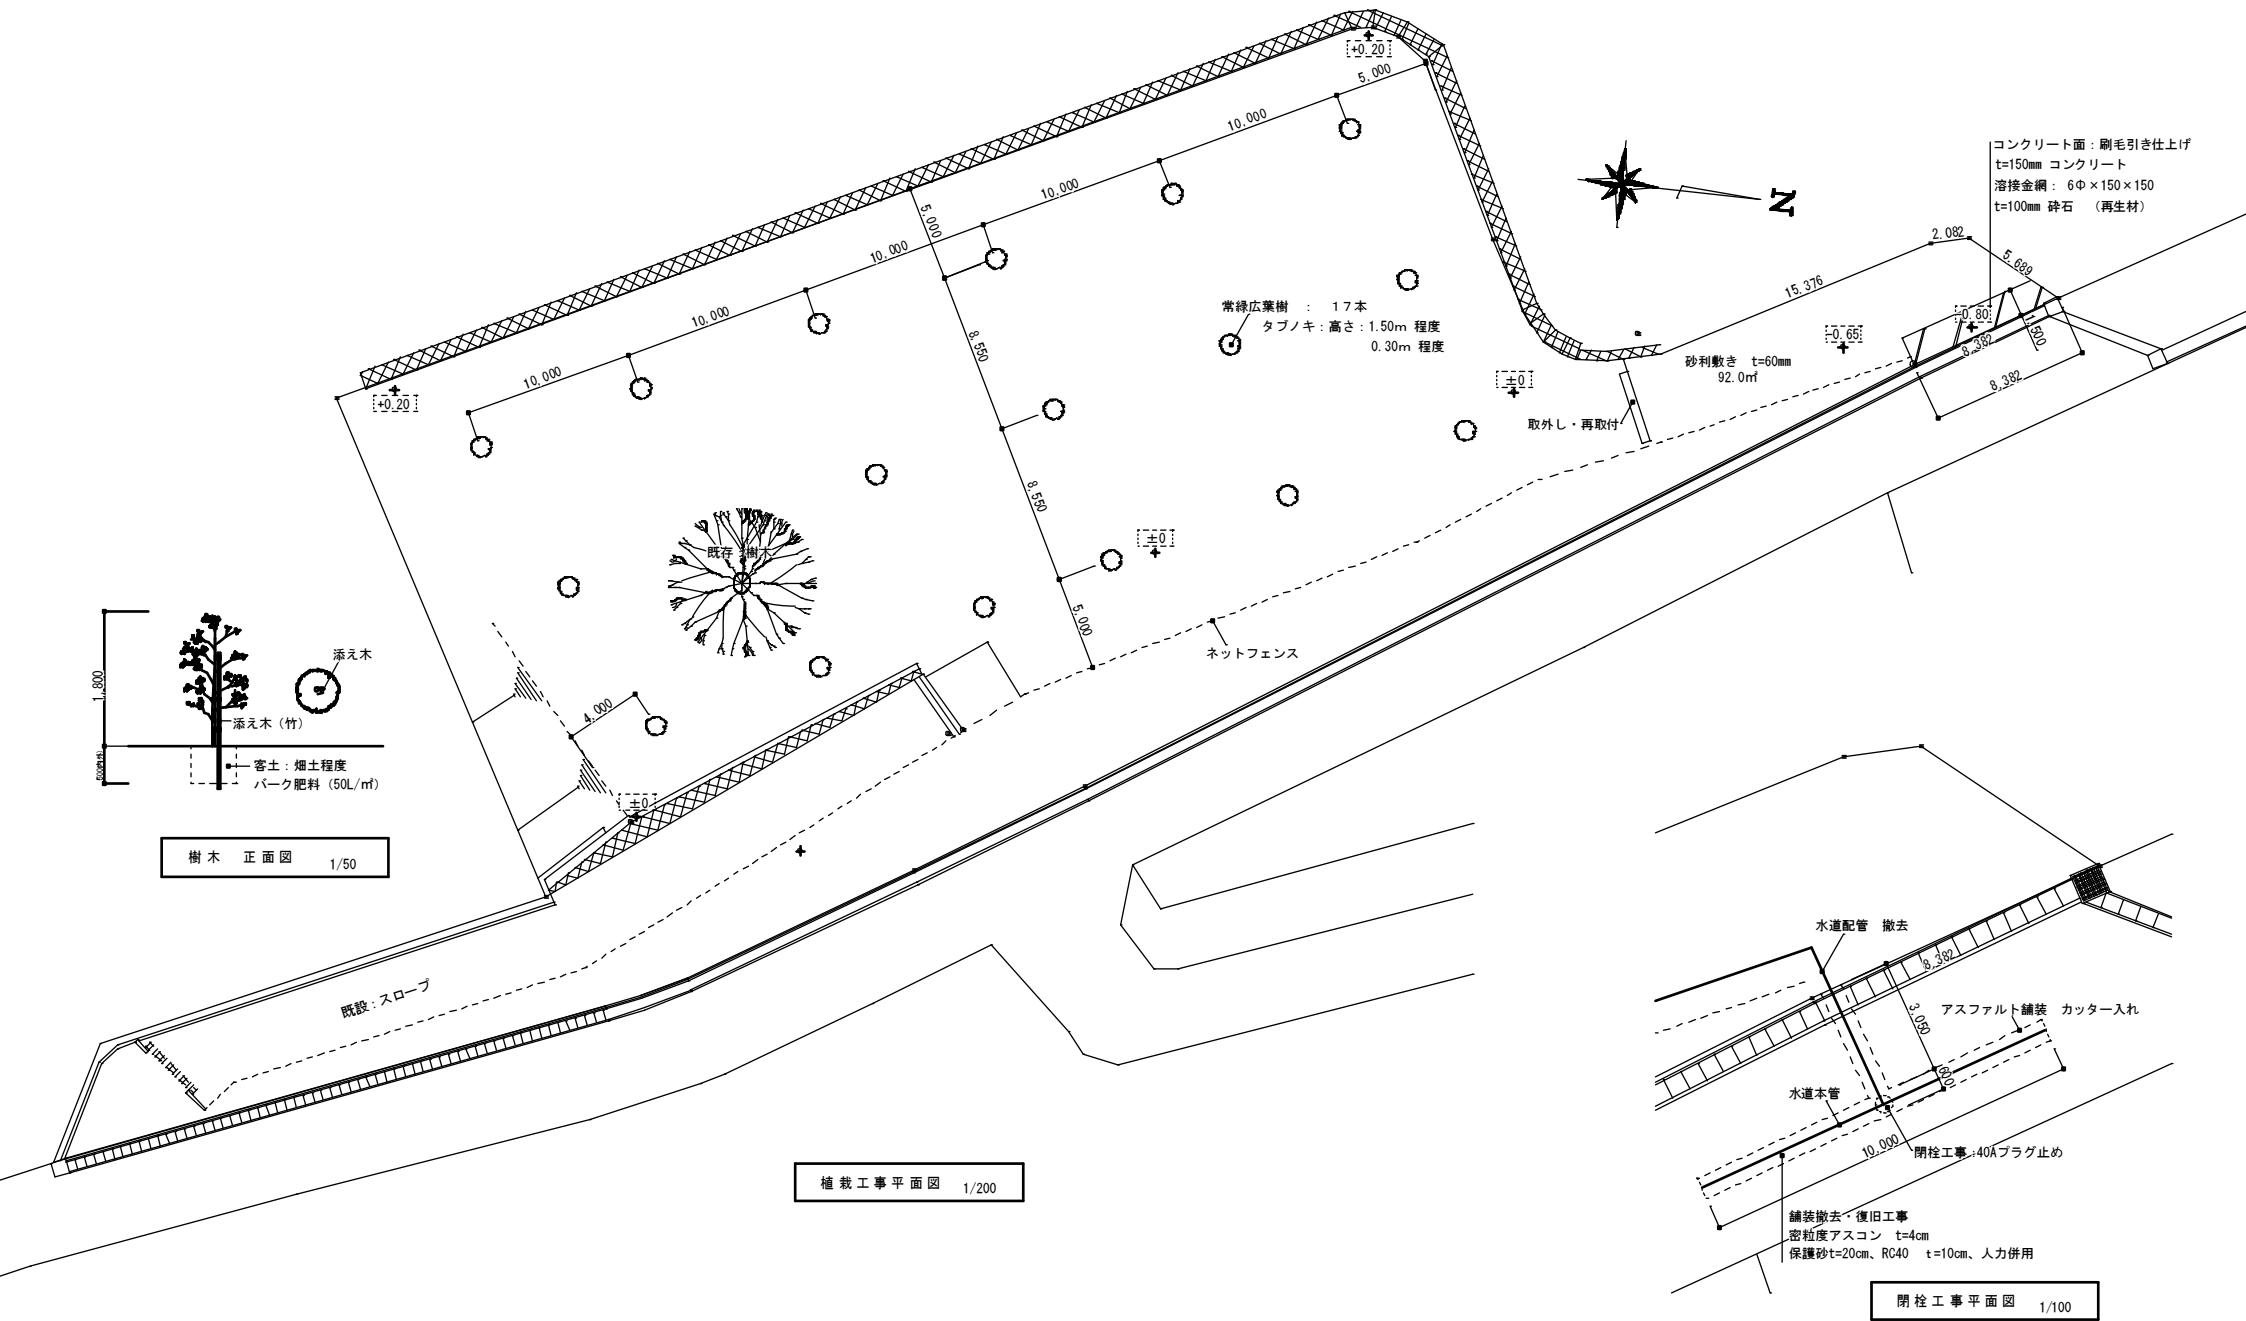 +0.20
5.000
10.000
10.000
10.000
10.000
10.000
+0.20
5.000
8.550
8.550
5.000
常緑広葉樹 : 17本
タブノキ:高さ:1.50m 程度
0.30m 程度
N
コンクリート面:刷毛引き仕上げ
t=150mm コンクリート
溶接金網: 6Φ×150×150
t=100mm 砕石 (再生材)
2.082
5.689
15.376
-0.80
-0.65
1,500
8,382
8,382
砂利敷き t=60mm
92.0㎡
±0
取外し・再取付
±0
ネットフェンス
既存 樹木
4.000
±0
既設:スロープ
1,800
添え木
添え木(竹)
客土:畑土程度
バーク肥料(50L/㎡)
樹木 正面図 1/50
植栽工事平面図 1/200
水道配管 撤去
8,382
3,050
600
アスファルト舗装 カッター入れ
水道本管
10,000
閉栓工事:40Aプラグ止め
舗装撤去・復旧工事
密粒度アスコン t=4cm
保護砂t=20cm、RC40 t=10cm、人力併用
閉栓工事平面図 1/100